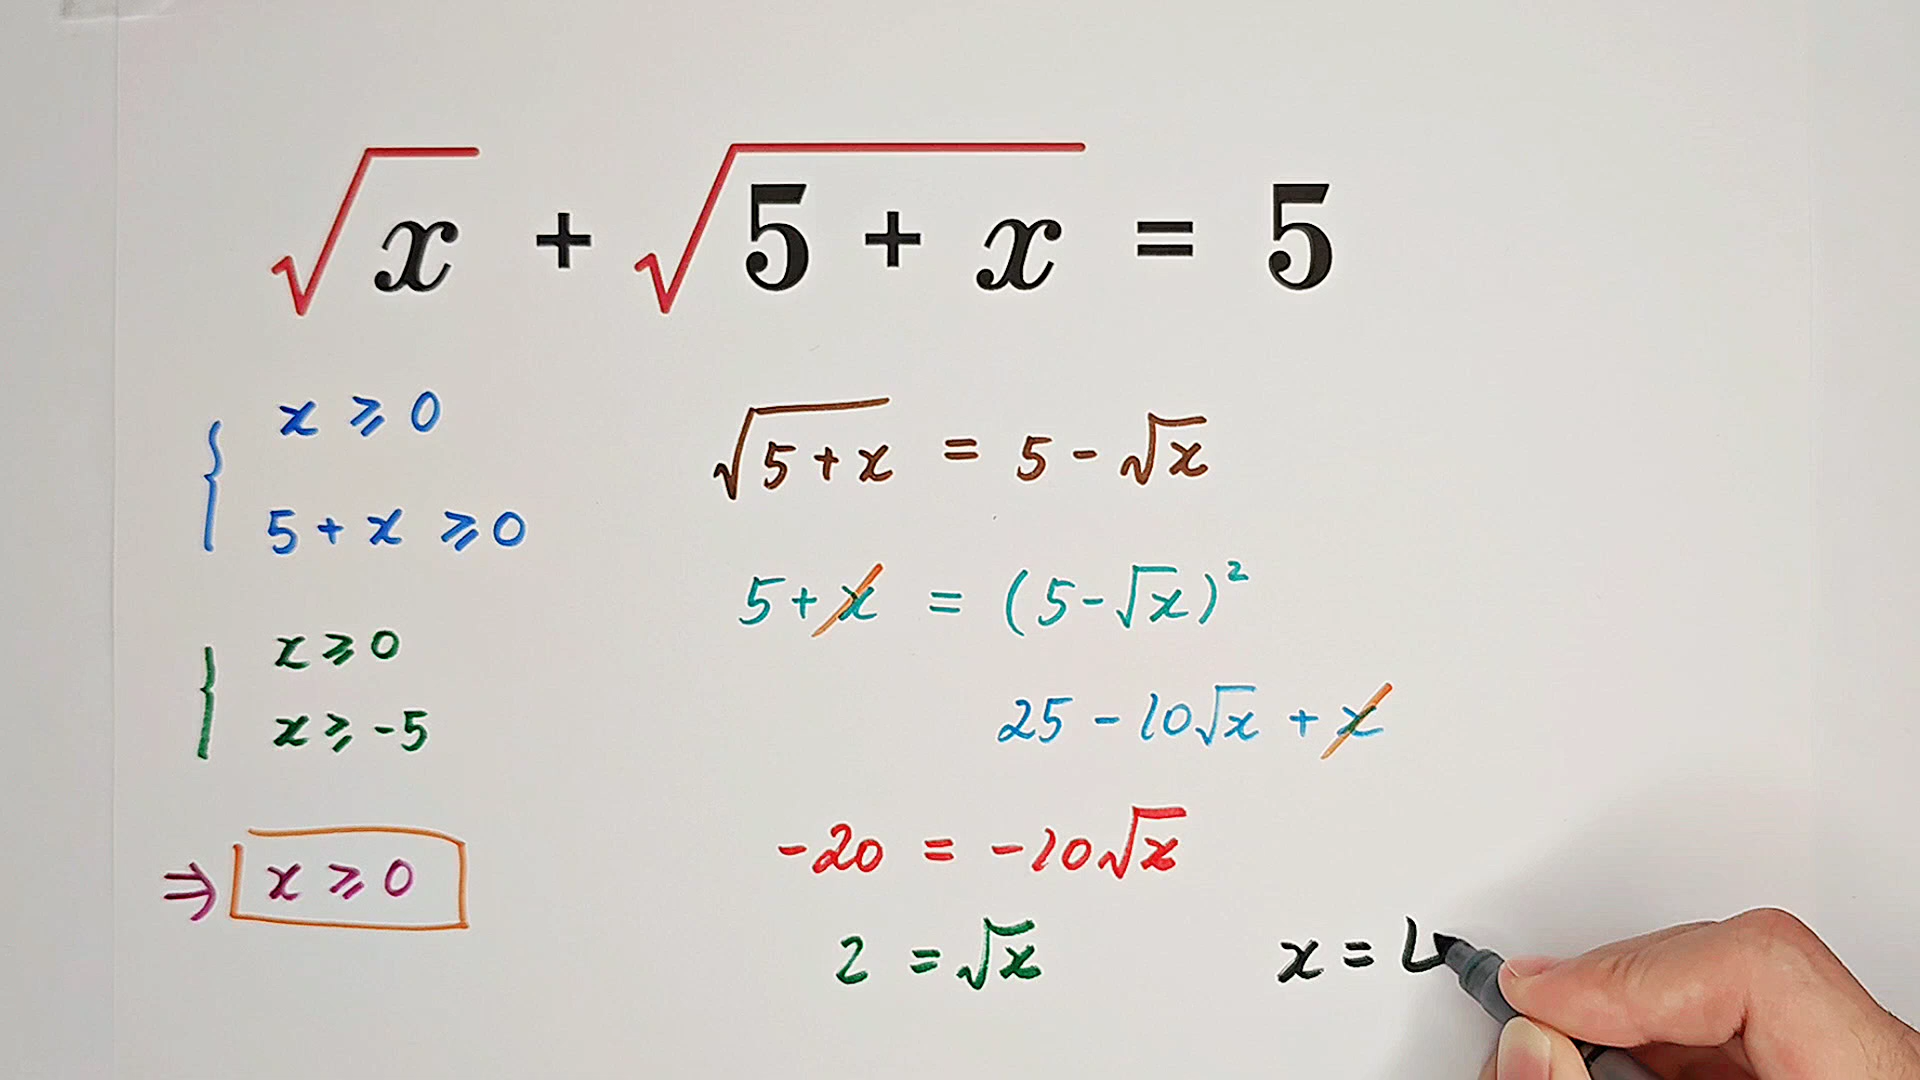 √x + √(5 + x) = 5
x ⩾ 0
5 + x ⩾ 0
x ⩾ 0
x ⩾ -5
⇒ x ⩾ 0
√(5 + x) = 5 - √x
5 + x = (5 - √x)²
25 - 10√x + x
-20 = -10√x
2 = √x
x = 4